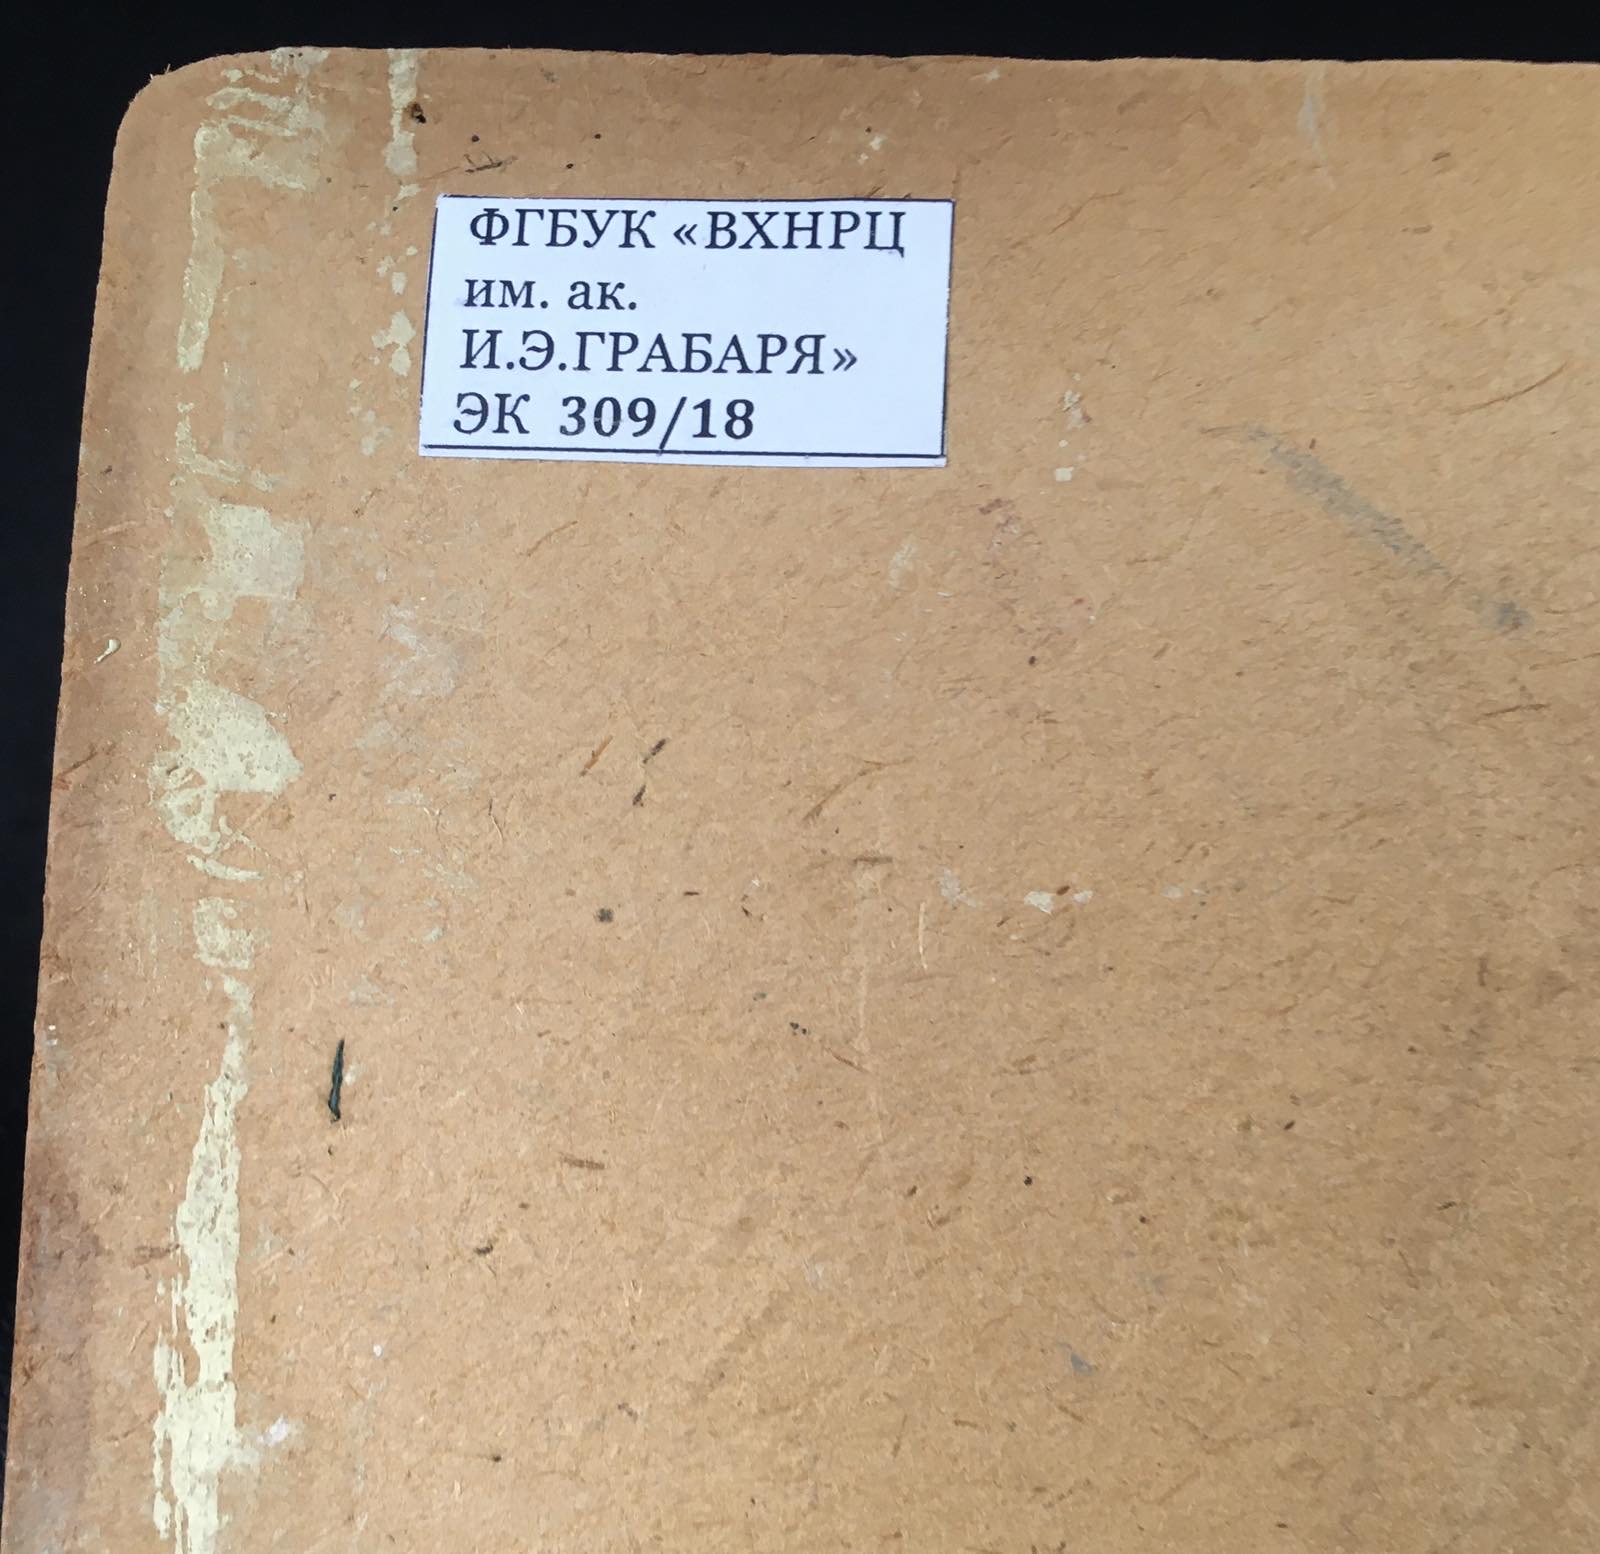 ФГБУК «ВХНРЦ
им. ак.
И.Э.ГРАБАРЯ»
ЭК 309/18